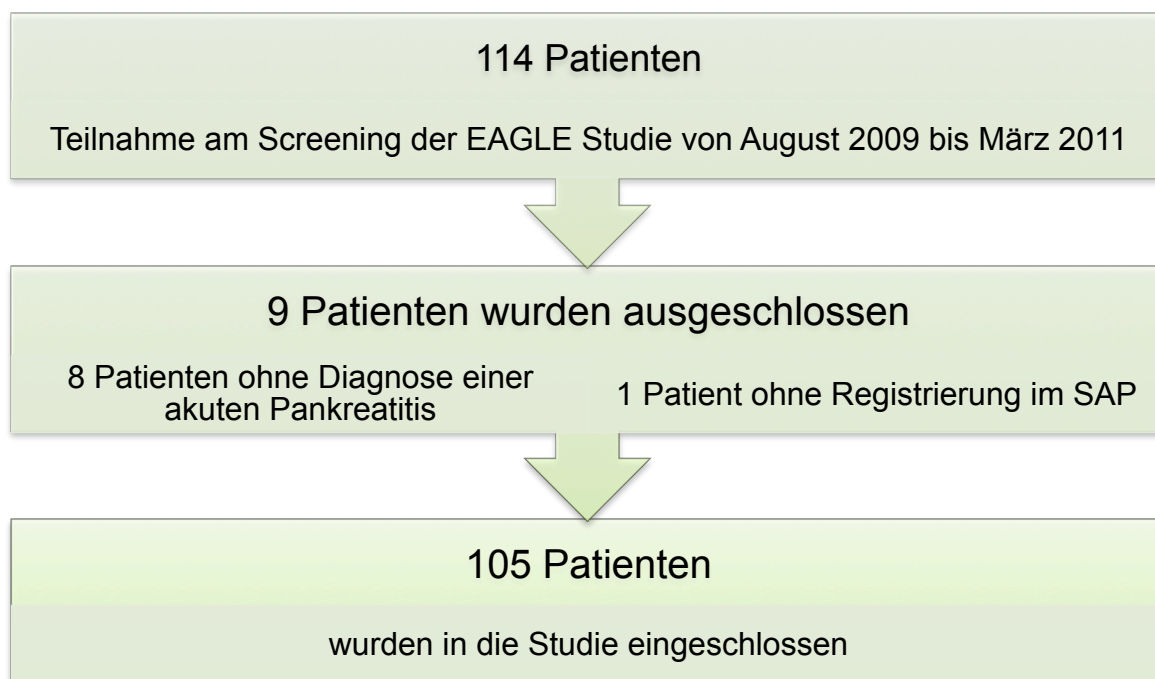 114 Patienten
Teilnahme am Screening der EAGLE Studie von August 2009 bis März 2011
9 Patienten wurden ausgeschlossen
8 Patienten ohne Diagnose einer
akuten Pankreatitis
1 Patient ohne Registrierung im SAP
105 Patienten
wurden in die Studie eingeschlossen